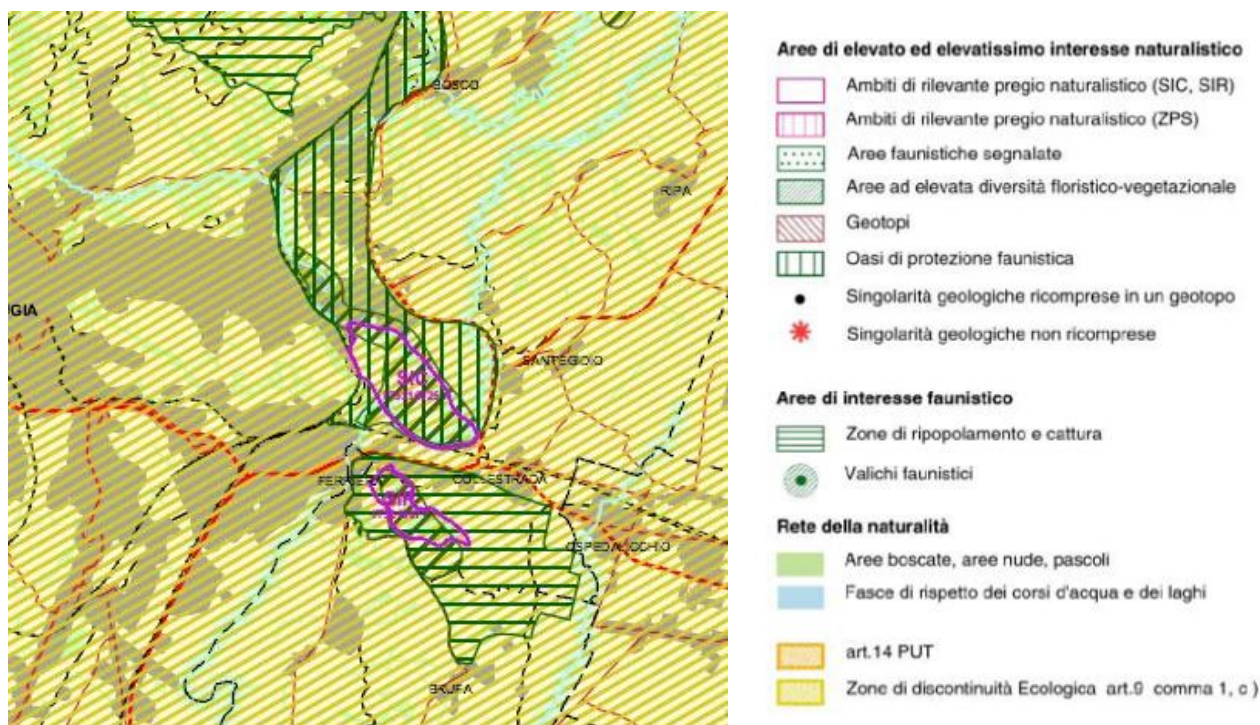 BOSCO
RIPA
GIA
SANTEGIDIO
SIC
FERRIERA
COLLESTRADA
SIR
OSPEDALICCHIO
BRUFA
Aree di elevato ed elevatissimo interesse naturalistico
Ambiti di rilevante pregio naturalistico (SIC, SIR)
Ambiti di rilevante pregio naturalistico (ZPS)
Aree faunistiche segnalate
Aree ad elevata diversità floristico-vegetazionale
Geotopi
Oasi di protezione faunistica
Singolarità geologiche ricomprese in un geotopo
Singolarità geologiche non ricomprese
Aree di interesse faunistico
Zone di ripopolamento e cattura
Valichi faunistici
Rete della naturalità
Aree boscate, aree nude, pascoli
Fasce di rispetto dei corsi d'acqua e dei laghi
art.14 PUT
Zone di discontinuità Ecologica art.9 comma 1, c )